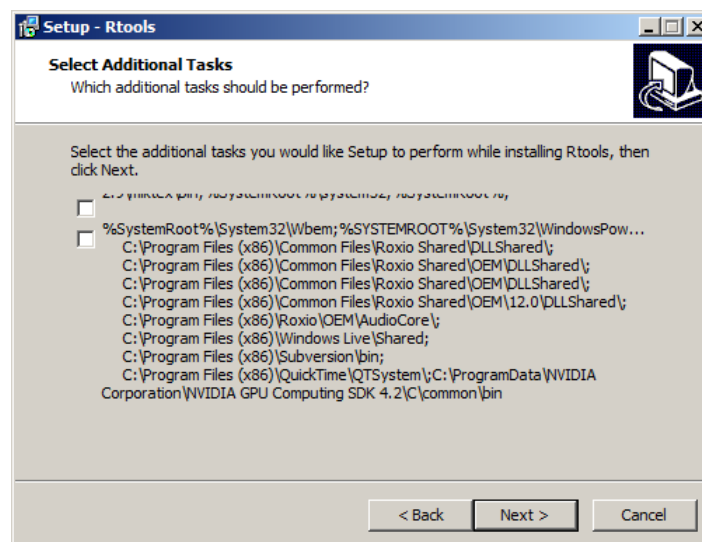 Setup - Rtools
Select Additional Tasks
Which additional tasks should be performed?
Select the additional tasks you would like Setup to perform while installing Rtools, then
click Next.
%SystemRoot%\System32\Wbem;%SYSTEMROOT%\System32\WindowsPow...
C:\Program Files (x86)\Common Files\Roxio Shared\DLLShared\;
C:\Program Files (x86)\Common Files\Roxio Shared\OEM\DLLShared\;
C:\Program Files (x86)\Common Files\Roxio Shared\OEM\DLLShared\;
C:\Program Files (x86)\Common Files\Roxio Shared\OEM\12.0\DLLShared\;
C:\Program Files (x86)\Roxio\OEM\AudioCore\;
C:\Program Files (x86)\Windows Live\Shared;
C:\Program Files (x86)\Subversion\bin;
C:\Program Files (x86)\QuickTime\QTSystem\;C:\ProgramData\NVIDIA
Corporation\NVIDIA GPU Computing SDK 4.2\C\common\bin
< Back
Next >
Cancel